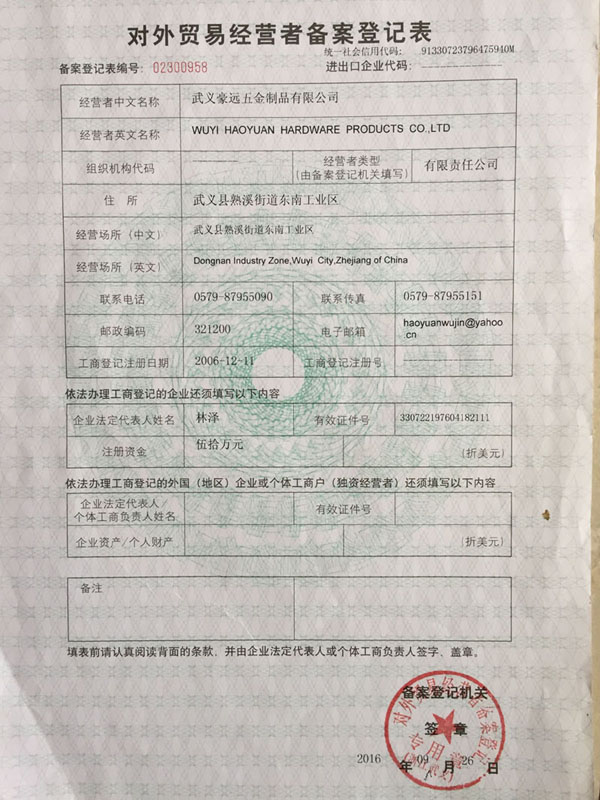 对外贸易经营者备案登记表
统一社会信用代码: 91330723796475940M
备案登记表编号: 02300958 进出口企业代码:
经营者中文名称 武义豪远五金制品有限公司
经营者英文名称 WUYI HAOYUAN HARDWARE PRODUCTS CO.,LTD
组织机构代码 经营者类型 (由备案登记机关填写) 有限责任公司
住 所 武义县熟溪街道东南工业区
经营场所 (中文) 武义县熟溪街道东南工业区
经营场所 (英文) Dongnan Industry Zone,Wuyi City,Zhejiang of China
联系电话 0579-87955090 联系传真 0579-87955151
邮政编码 321200 电子邮箱 haoyuanwujin@yahoo
cn
工商登记注册日期 2006-12-11 工商登记注册号
依法办理工商登记的企业还须填写以下内容
企业法定代表人姓名 林泽 有效证件号 330722197604182111
注册资金 伍拾万元 (折美元)
依法办理工商登记的外国 (地区) 企业或个体工商户 (独资经营者) 还须填写以下内容
企业法定代表人/
个体工商负责人姓名 有效证件号
企业资产/个人财产 (折美元)
备注
填表前请认真阅读背面的条款, 并由企业法定代表人或个体工商负责人签字、盖章。
备案登记机关
签 章
对外贸易经营者备案登记
专用章
2016 年 09 月 26 日